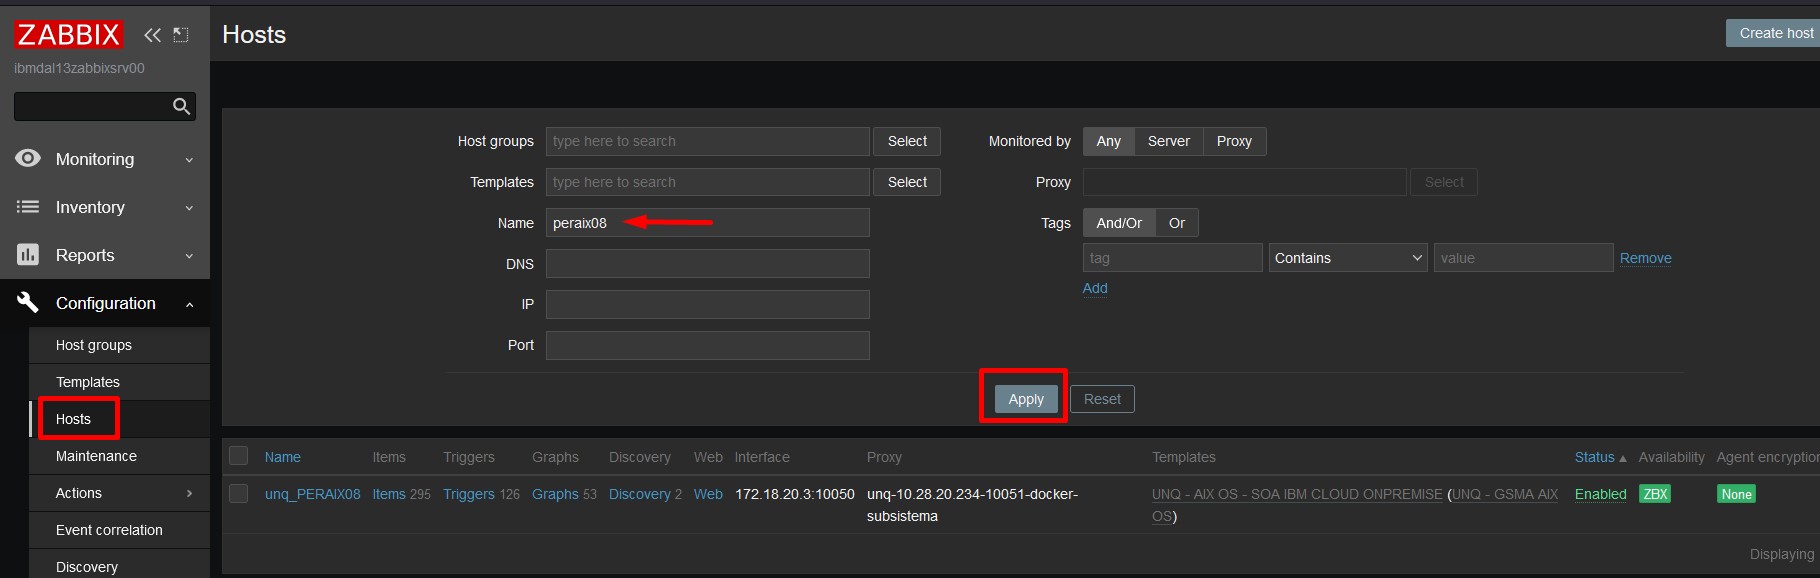 ZABBIX
ibmdal13zabbixsrv00
Monitoring
Inventory
Reports
Configuration
Host groups
Templates
Hosts
Maintenance
Actions
Event correlation
Discovery
Hosts
Create host
Host groups type here to search Select
Templates type here to search Select
Name peraix08
DNS
IP
Port
Monitored by Any Server Proxy
Proxy Select
Tags And/Or Or
tag Contains value Remove
Add
Apply Reset
Name Items Triggers Graphs Discovery Web Interface Proxy Templates Status Availability Agent encryption
unq_PERAIX08 Items 295 Triggers 126 Graphs 53 Discovery 2 Web 172.18.20.3:10050 unq-10.28.20.234-10051-docker- UNQ - AIX OS - SOA IBM CLOUD ONPREMISE (UNQ - GSMA AIX Enabled ZBX None
subsistema OS)
Displaying